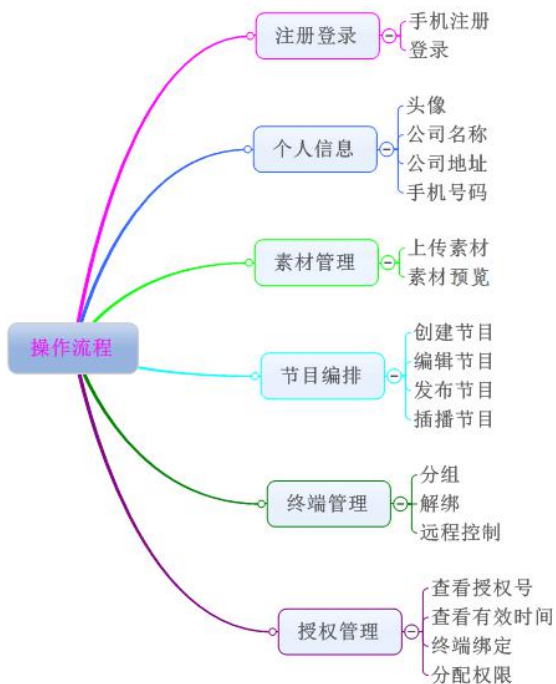 操作流程
注册登录
手机注册
登录
个人信息
头像
公司名称
公司地址
手机号码
素材管理
上传素材
素材预览
节目编排
创建节目
编辑节目
发布节目
插播节目
终端管理
分组
解绑
远程控制
授权管理
查看授权号
查看有效时间
终端绑定
分配权限